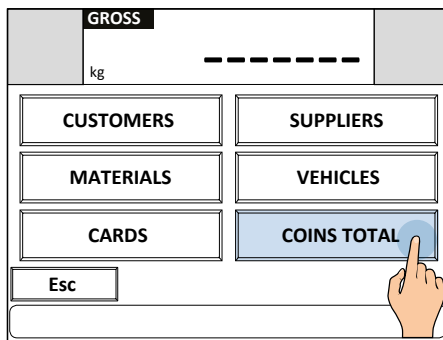 GROSS
kg
CUSTOMERS
SUPPLIERS
MATERIALS
VEHICLES
CARDS
COINS TOTAL
Esc